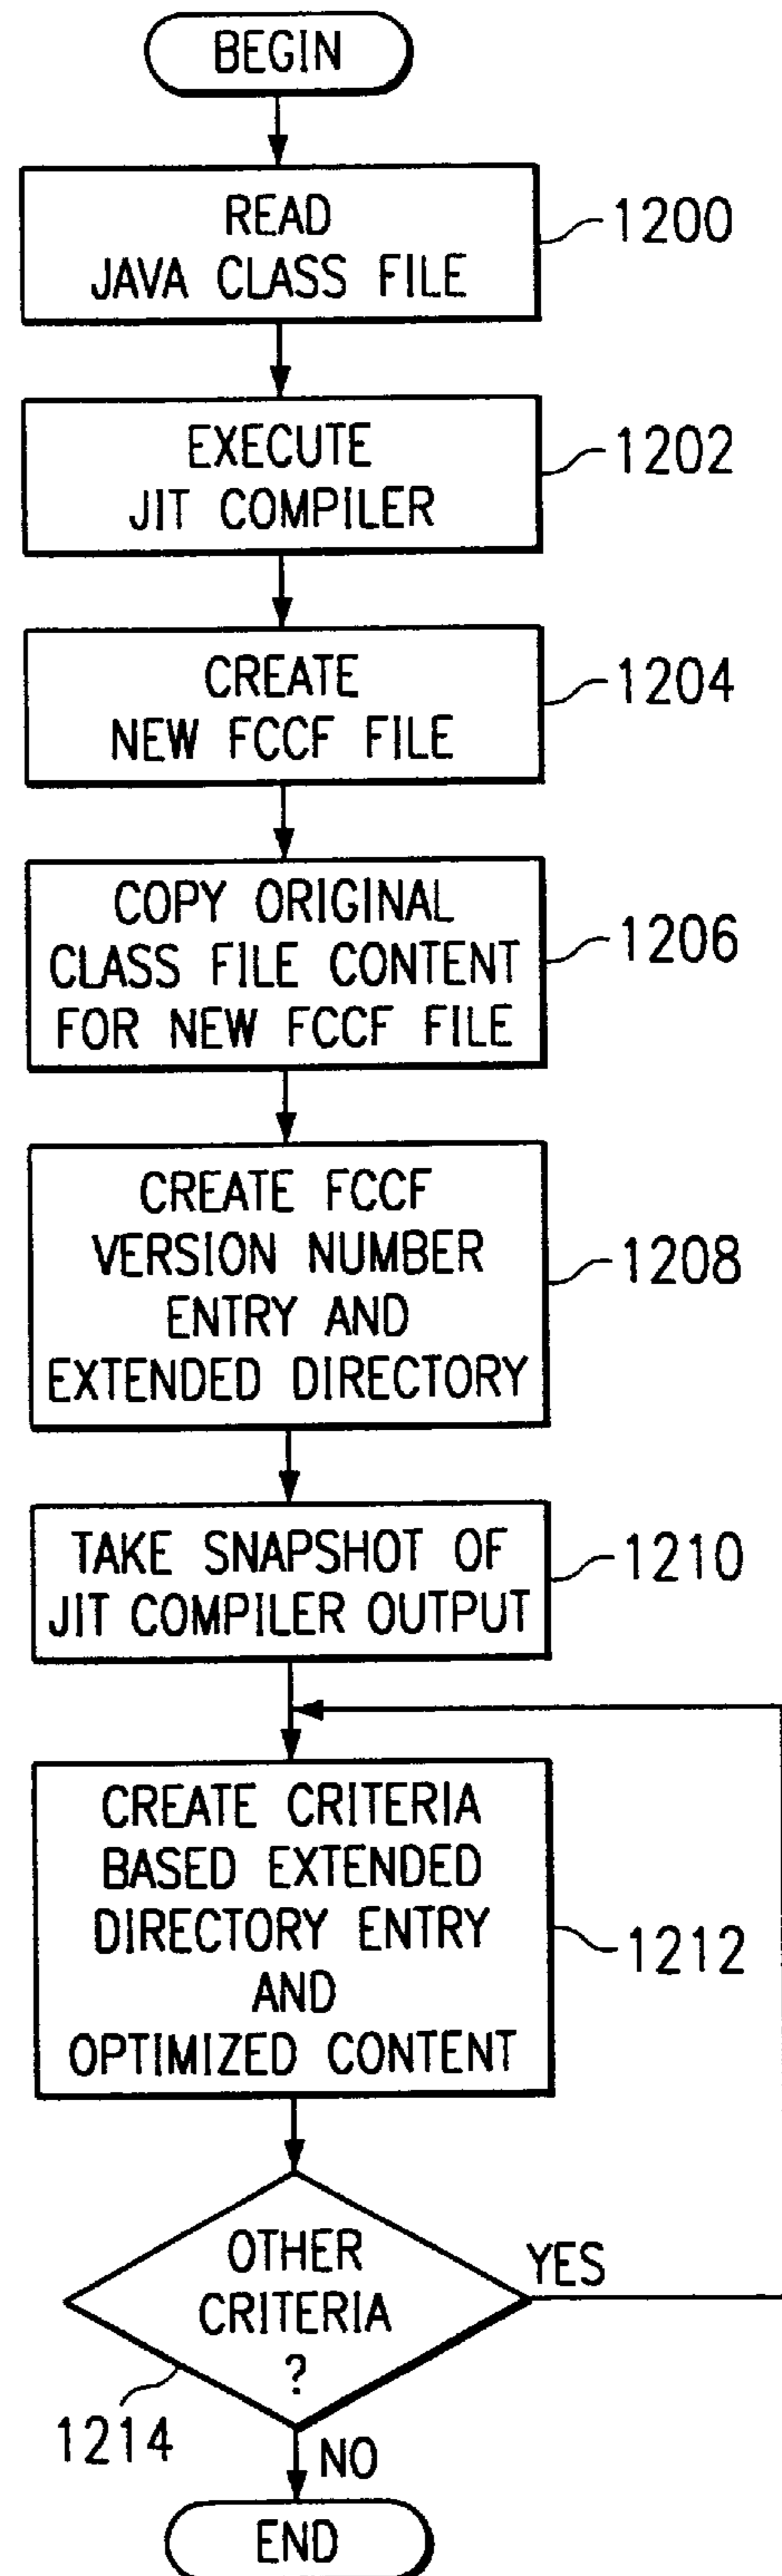 BEGIN
READ
JAVA CLASS FILE
1200
EXECUTE
JIT COMPILER
1202
CREATE
NEW FCCF FILE
1204
COPY ORIGINAL
CLASS FILE CONTENT
FOR NEW FCCF FILE
1206
CREATE FCCF
VERSION NUMBER
ENTRY AND
EXTENDED DIRECTORY
1208
TAKE SNAPSHOT OF
JIT COMPILER OUTPUT
1210
CREATE CRITERIA
BASED EXTENDED
DIRECTORY ENTRY
AND
OPTIMIZED CONTENT
1212
OTHER
CRITERIA
?
YES
1214
NO
END